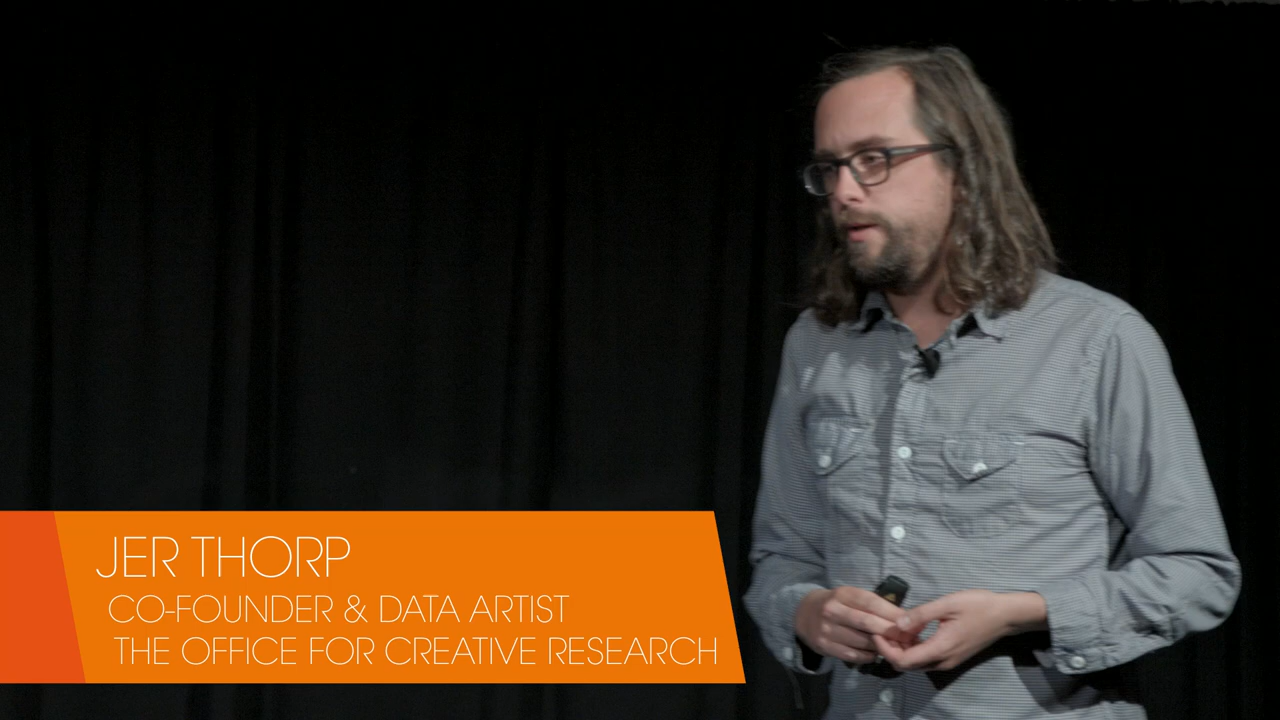 JER THORP
CO-FOUNDER & DATA ARTIST
THE OFFICE FOR CREATIVE RESEARCH